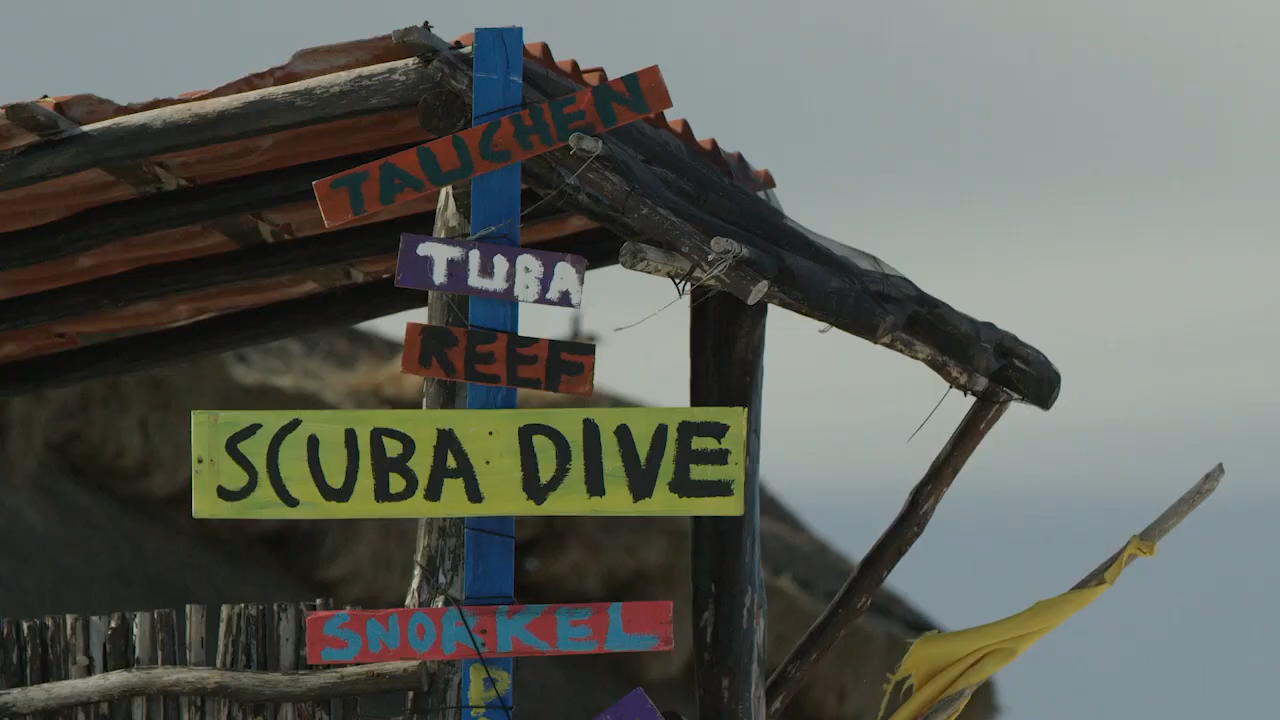 TAUCHEN
TUBA
REEF
SCUBA DIVE
SNORKEL
P